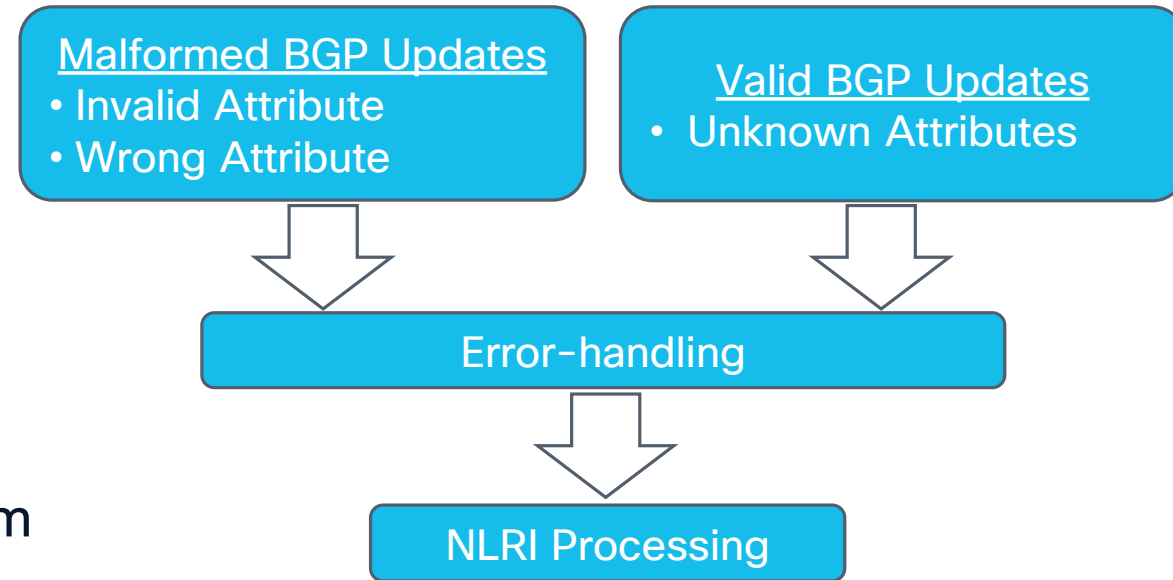 Malformed BGP Updates
• Invalid Attribute
• Wrong Attribute
Valid BGP Updates
• Unknown Attributes
Error-handling
m
NLRI Processing